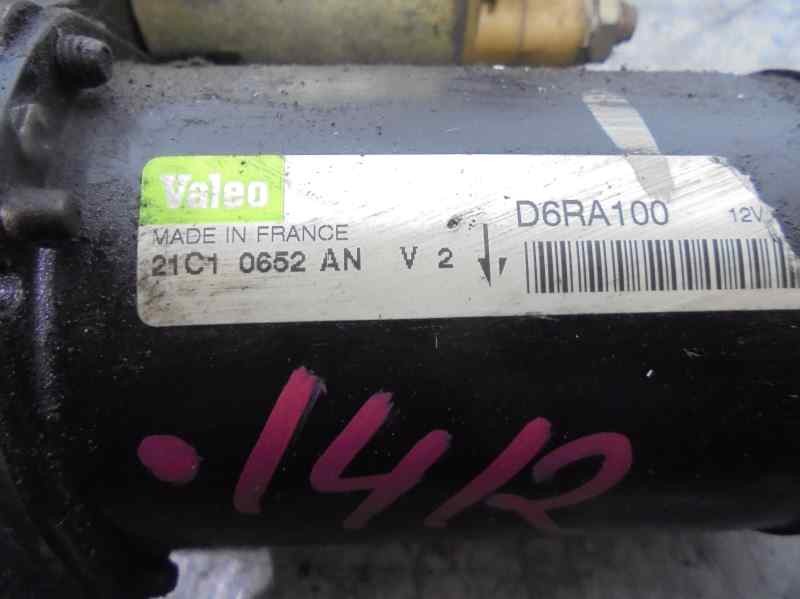 Valeo
D6RA100 12V
MADE IN FRANCE
21C1 0652 AN V 2
.14R